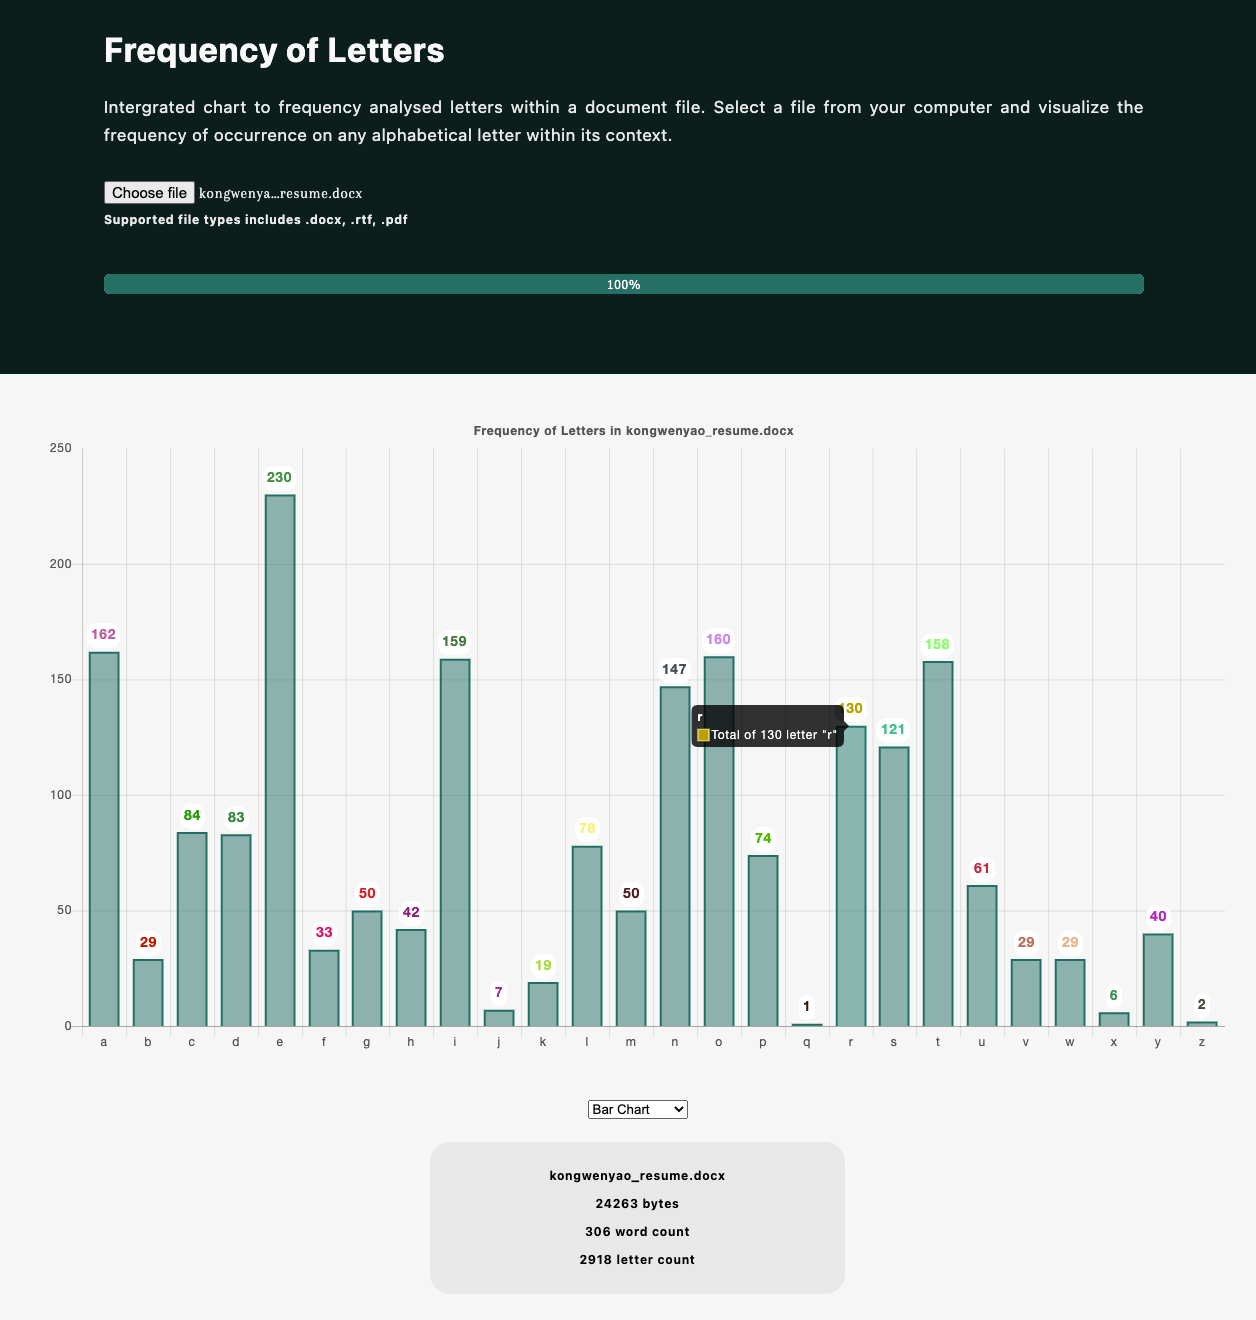 Frequency of Letters
Intergrated chart to frequency analysed letters within a document file. Select a file from your computer and visualize the
frequency of occurrence on any alphabetical letter within its context.
Choose file kongwenya...resume.docx
Supported file types includes .docx, .rtf, .pdf
100%
Frequency of Letters in kongwenyao_resume.docx
250
230
200
162
159
160
158
150
147
130
r
Total of 130 letter "r"
121
100
84
83
78
74
61
50
50
50
42
40
33
29
29
29
19
7
6
1
2
0
a b c d e f g h i j k l m n o p q r s t u v w x y z
Bar Chart
kongwenyao_resume.docx
24263 bytes
306 word count
2918 letter count